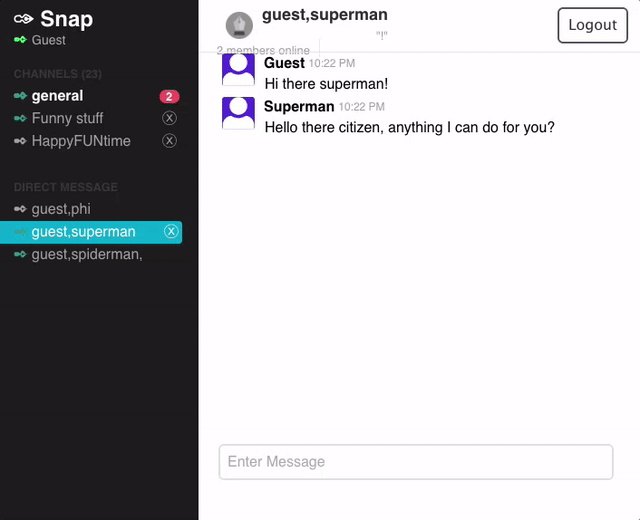 Snap
Guest
CHANNELS (23)
general 2
Funny stuff X
HappyFUNtime X
DIRECT MESSAGE
guest,phi
guest,superman X
guest,spiderman,
guest,superman
"!"
2 members online
Logout
Guest 10:22 PM
Hi there superman!
Superman 10:22 PM
Hello there citizen, anything I can do for you?
Enter Message